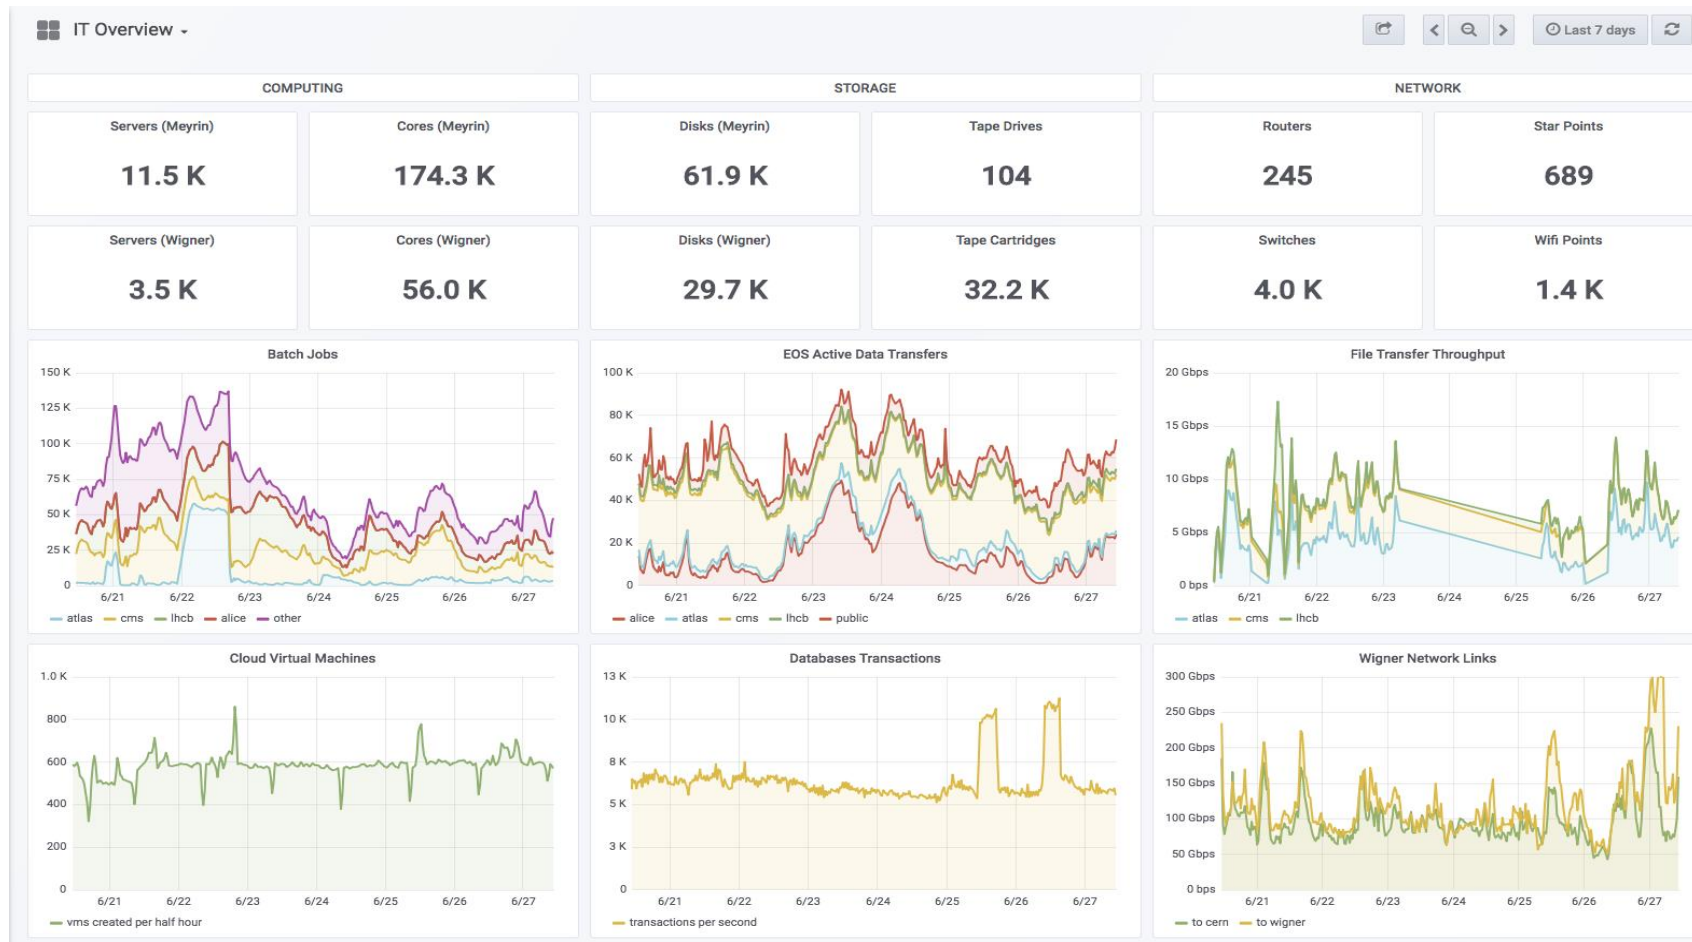 IT Overview
Last 7 days
COMPUTING
STORAGE
NETWORK
Servers (Meyrin)
11.5 K
Cores (Meyrin)
174.3 K
Disks (Meyrin)
61.9 K
Tape Drives
104
Routers
245
Star Points
689
Servers (Wigner)
3.5 K
Cores (Wigner)
56.0 K
Disks (Wigner)
29.7 K
Tape Cartridges
32.2 K
Switches
4.0 K
Wifi Points
1.4 K
Batch Jobs
150 K
125 K
100 K
75 K
50 K
25 K
0
6/21 6/22 6/23 6/24 6/25 6/26 6/27
atlas cms lhcb alice other
EOS Active Data Transfers
100 K
80 K
60 K
40 K
20 K
0
6/21 6/22 6/23 6/24 6/25 6/26 6/27
alice atlas cms lhcb public
File Transfer Throughput
20 Gbps
15 Gbps
10 Gbps
5 Gbps
0 bps
6/21 6/22 6/23 6/24 6/25 6/26 6/27
atlas cms lhcb
Cloud Virtual Machines
1.0 K
800
600
400
200
0
6/21 6/22 6/23 6/24 6/25 6/26 6/27
vms created per half hour
Databases Transactions
13 K
10 K
8 K
5 K
3 K
0
6/21 6/22 6/23 6/24 6/25 6/26 6/27
transactions per second
Wigner Network Links
300 Gbps
250 Gbps
200 Gbps
150 Gbps
100 Gbps
50 Gbps
0 bps
6/21 6/22 6/23 6/24 6/25 6/26 6/27
to cern to wigner